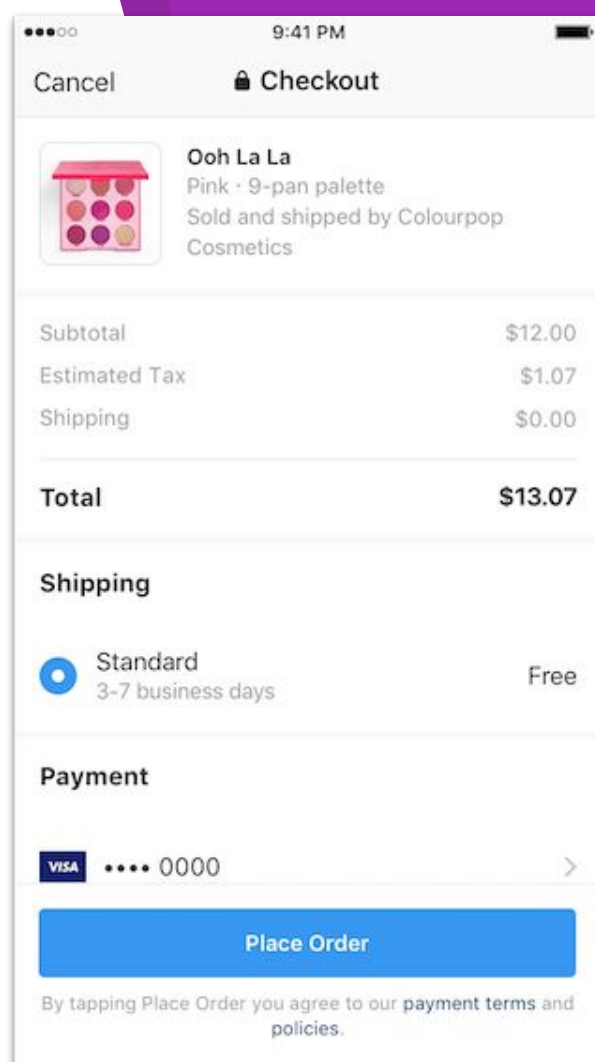 9:41 PM
Cancel
Checkout
Ooh La La
Pink · 9-pan palette
Sold and shipped by Colourpop
Cosmetics
Subtotal $12.00
Estimated Tax $1.07
Shipping $0.00
Total $13.07
Shipping
Standard
3-7 business days
Free
Payment
VISA •••• 0000
Place Order
By tapping Place Order you agree to our payment terms and
policies.